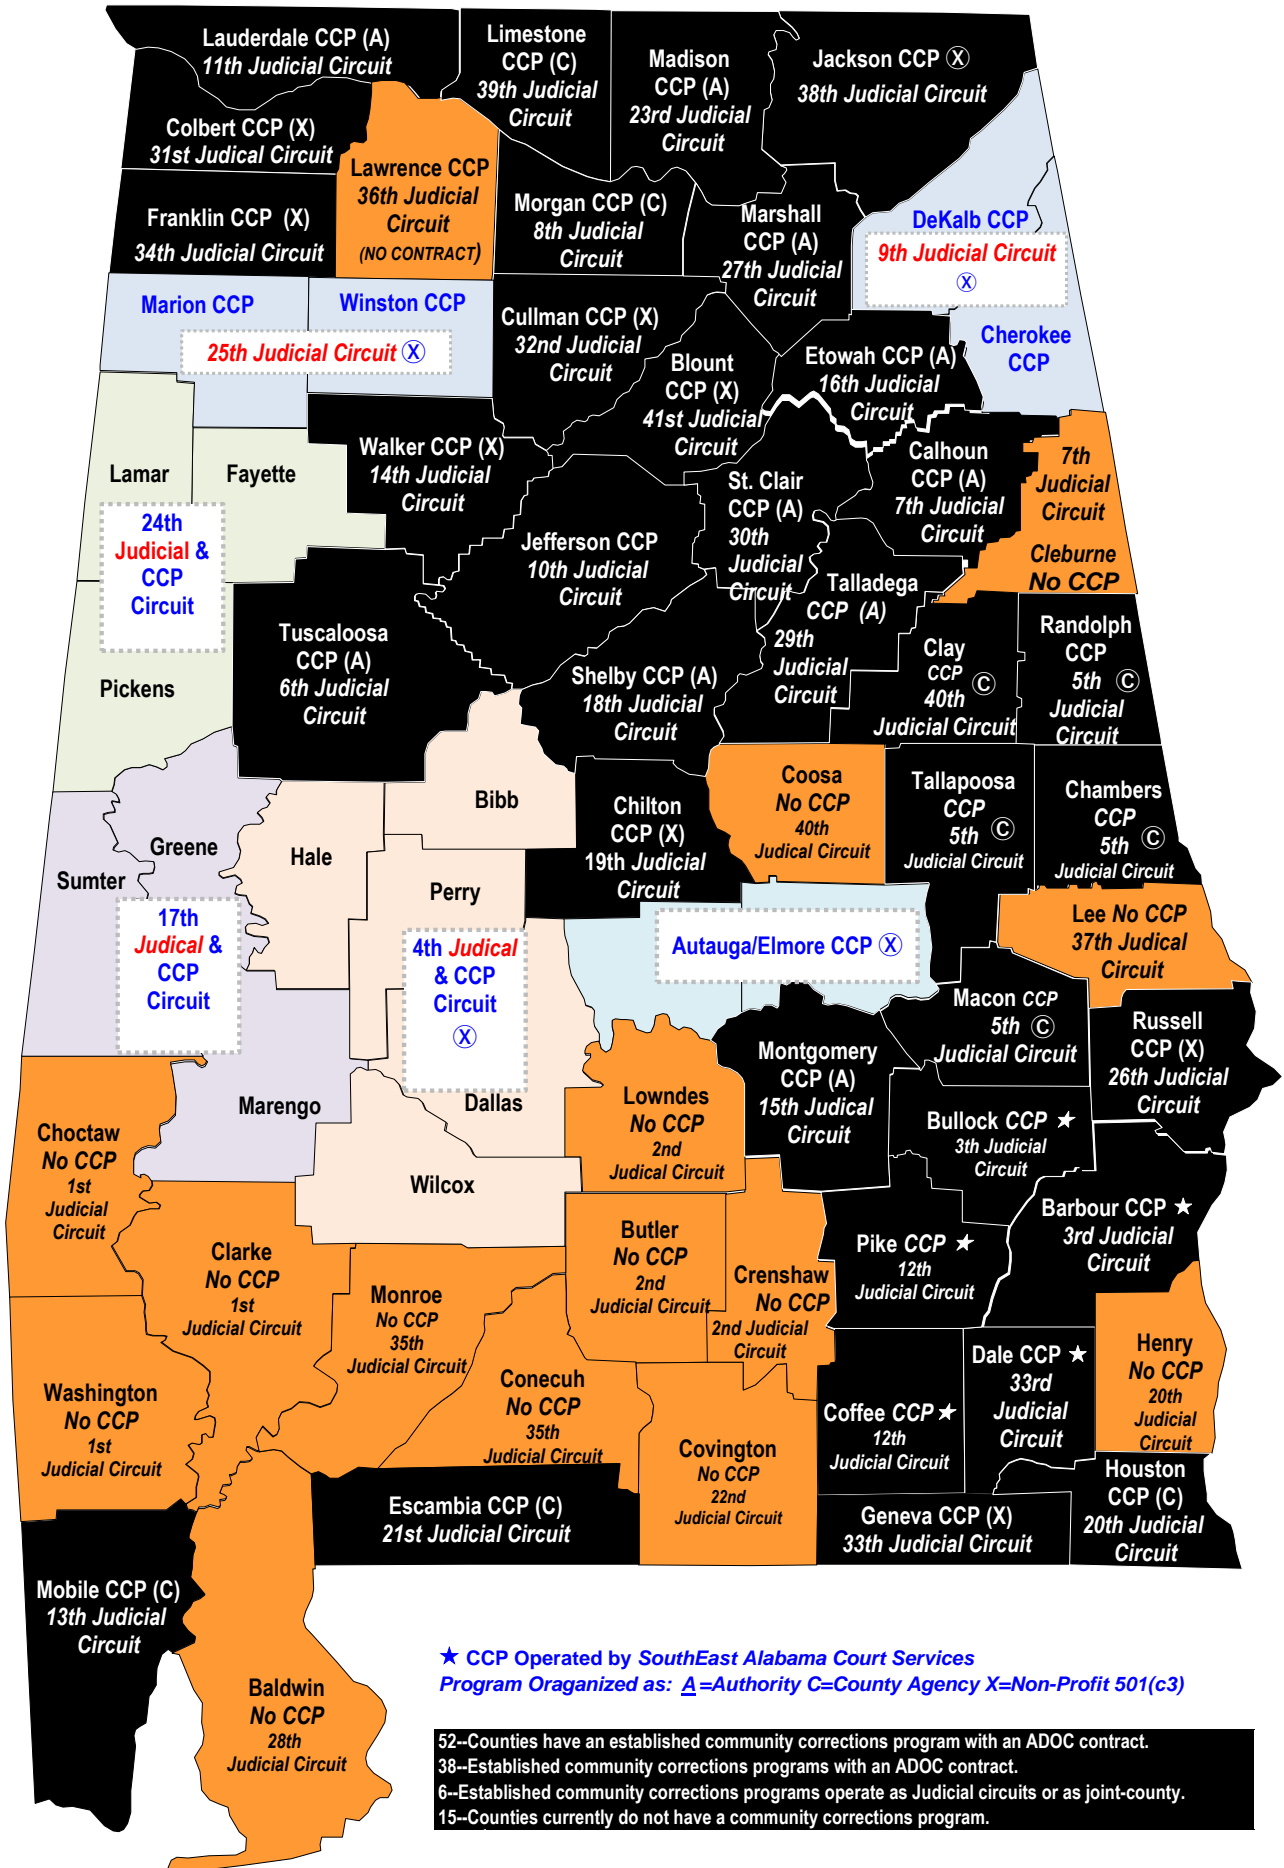 Lauderdale CCP (A)
11th Judicial Circuit
Limestone
CCP (C)
39th Judicial
Circuit
Madison
CCP (A)
23rd Judicial
Circuit
Jackson CCP Ⓧ
38th Judicial Circuit
Colbert CCP (X)
31st Judical Circuit
Lawrence CCP
36th Judicial
Circuit
(NO CONTRACT)
Franklin CCP (X)
34th Judicial Circuit
Morgan CCP (C)
8th Judicial
Circuit
Marshall
CCP (A)
27th Judicial
Circuit
DeKalb CCP
9th Judicial Circuit
Ⓧ
Cherokee
CCP
Marion CCP
Winston CCP
25th Judicial Circuit Ⓧ
Cullman CCP (X)
32nd Judicial
Circuit
Blount
CCP (X)
41st Judicial
Circuit
Etowah CCP (A)
16th Judicial
Circuit
Walker CCP (X)
14th Judicial
Circuit
Lamar
Fayette
24th
Judicial &
CCP
Circuit
Pickens
Jefferson CCP
10th Judicial
Circuit
St. Clair
CCP (A)
30th
Judicial
Circuit
Calhoun
CCP (A)
7th Judicial
Circuit
7th
Judicial
Circuit
Cleburne
No CCP
Talladega
CCP (A)
29th
Judicial
Circuit
Tuscaloosa
CCP (A)
6th Judicial
Circuit
Shelby CCP (A)
18th Judicial
Circuit
Clay
CCP
40th Ⓒ
Judicial Circuit
Randolph
CCP
5th Ⓒ
Judicial
Circuit
Bibb
Chilton
CCP (X)
19th Judicial
Circuit
Coosa
No CCP
40th
Judical Circuit
Tallapoosa
CCP
5th Ⓒ
Judicial Circuit
Chambers
CCP
5th Ⓒ
Judicial Circuit
Greene
Sumter
Hale
Perry
17th
Judical &
CCP
Circuit
4th Judical
& CCP
Circuit
Ⓧ
Autauga/Elmore CCP Ⓧ
Lee No CCP
37th Judical
Circuit
Macon CCP
5th Ⓒ
Judicial Circuit
Russell
CCP (X)
26th Judicial
Circuit
Marengo
Dallas
Lowndes
No CCP
2nd
Judical Circuit
Montgomery
CCP (A)
15th Judical
Circuit
Bullock CCP ★
3th Judicial
Circuit
Choctaw
No CCP
1st
Judicial
Circuit
Wilcox
Barbour CCP ★
3rd Judicial
Circuit
Clarke
No CCP
1st
Judicial Circuit
Butler
No CCP
2nd
Judicial Circuit
Crenshaw
No CCP
2nd Judicial
Circuit
Pike CCP ★
12th
Judicial Circuit
Monroe
No CCP
35th
Judicial Circuit
Conecuh
No CCP
35th
Judicial Circuit
Washington
No CCP
1st
Judicial Circuit
Covington
No CCP
22nd
Judicial Circuit
Coffee CCP ★
12th
Judicial Circuit
Dale CCP ★
33rd
Judicial
Circuit
Henry
No CCP
20th
Judicial
Circuit
Houston
CCP (C)
20th Judicial
Circuit
Escambia CCP (C)
21st Judicial Circuit
Geneva CCP (X)
33th Judicial Circuit
Mobile CCP (C)
13th Judicial
Circuit
Baldwin
No CCP
28th
Judicial Circuit
★ CCP Operated by SouthEast Alabama Court Services
Program Oraganized as: A=Authority C=County Agency X=Non-Profit 501(c3)
52--Counties have an established community corrections program with an ADOC contract.
38--Established community corrections programs with an ADOC contract.
6--Established community corrections programs operate as Judicial circuits or as joint-county.
15--Counties currently do not have a community corrections program.